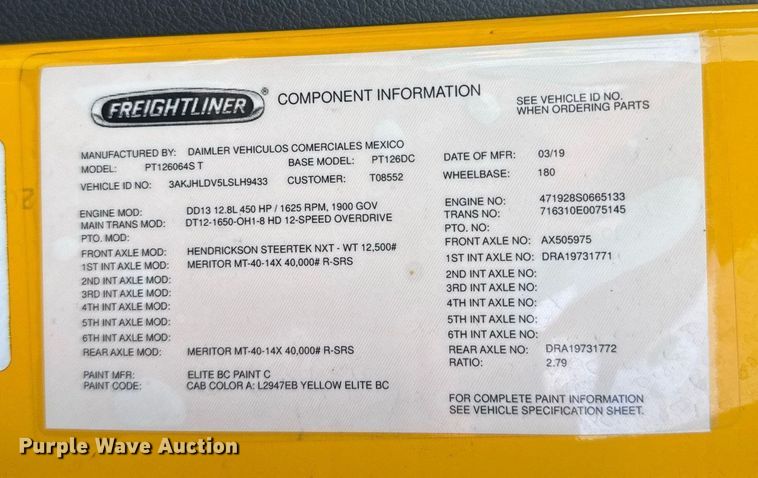 FREIGHTLINER®
COMPONENT INFORMATION
SEE VEHICLE ID NO.
WHEN ORDERING PARTS
MANUFACTURED BY: DAIMLER VEHICULOS COMERCIALES MEXICO
MODEL: PT126064S T BASE MODEL: PT126DC
VEHICLE ID NO: 3AKJHLDV5LSLH9433 CUSTOMER: T08552
DATE OF MFR: 03/19
WHEELBASE: 180
ENGINE MOD: DD13 12.8L 450 HP / 1625 RPM, 1900 GOV
MAIN TRANS MOD: DT12-1650-OH1-8 HD 12-SPEED OVERDRIVE
PTO. MOD:
FRONT AXLE MOD: HENDRICKSON STEERTEK NXT - WT 12,500#
1ST INT AXLE MOD: MERITOR MT-40-14X 40,000# R-SRS
2ND INT AXLE MOD:
3RD INT AXLE MOD:
4TH INT AXLE MOD:
5TH INT AXLE MOD:
6TH INT AXLE MOD:
REAR AXLE MOD: MERITOR MT-40-14X 40,000# R-SRS
PAINT MFR: ELITE BC PAINT C
PAINT CODE: CAB COLOR A: L2947EB YELLOW ELITE BC
ENGINE NO: 471928S0665133
TRANS NO: 716310E0075145
PTO. NO:
FRONT AXLE NO: AX505975
1ST INT AXLE NO: DRA19731771
2ND INT AXLE NO:
3RD INT AXLE NO:
4TH INT AXLE NO:
5TH INT AXLE NO:
6TH INT AXLE NO:
REAR AXLE NO: DRA19731772
RATIO: 2.79
FOR COMPLETE PAINT INFORMATION
SEE VEHICLE SPECIFICATION SHEET.
Purple Wave Auction